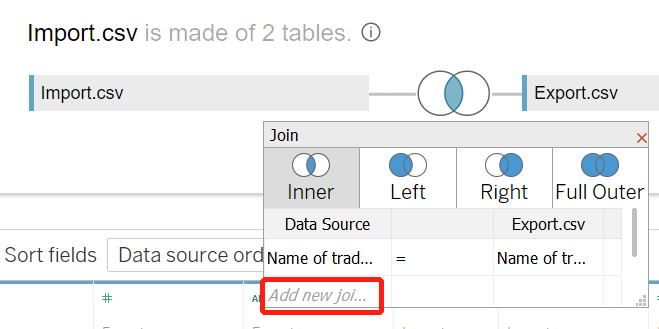 Import.csv is made of 2 tables. ⓘ
Import.csv
Export.csv
Join
Inner Left Right Full Outer
Data Source Export.csv
Name of trad... = Name of tr...
Add new joi...
Sort fields Data source ord
#